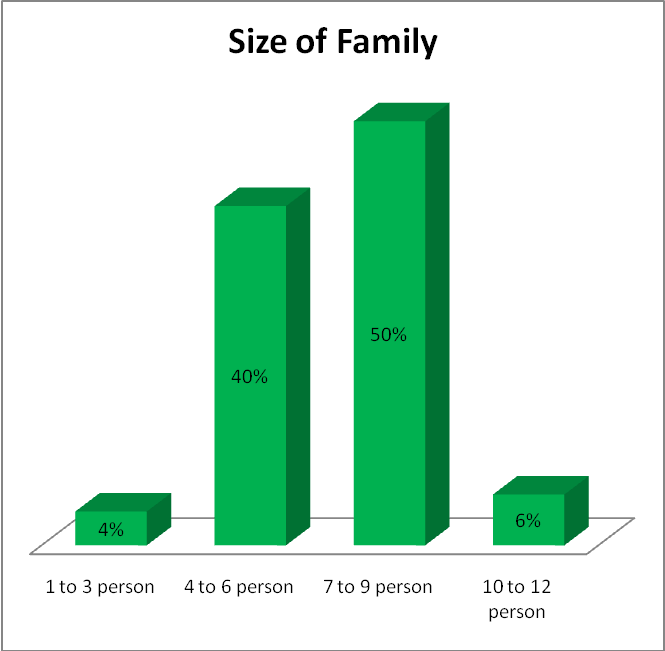 Size of Family
50%
40%
6%
4%
1 to 3 person
4 to 6 person
7 to 9 person
10 to 12
person